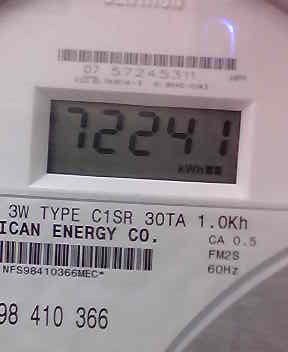 07 57245311
72241
kWh
3W TYPE C1SR 30TA 1.0Kh
ICAN ENERGY CO.
CA 0.5
FM2S
60Hz
NFS98410366MEC*
98 410 366